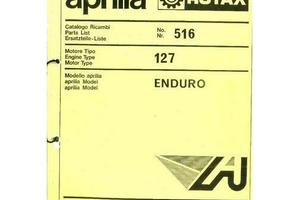 aprilia ROTAX
Catalogo Ricambi
Parts List
Ersatzteile-Liste
No.
Nr.
516
Motore Tipo
Engine Type
Motor Type
127
Modello aprilia
aprilia Model
aprilia Model
ENDURO